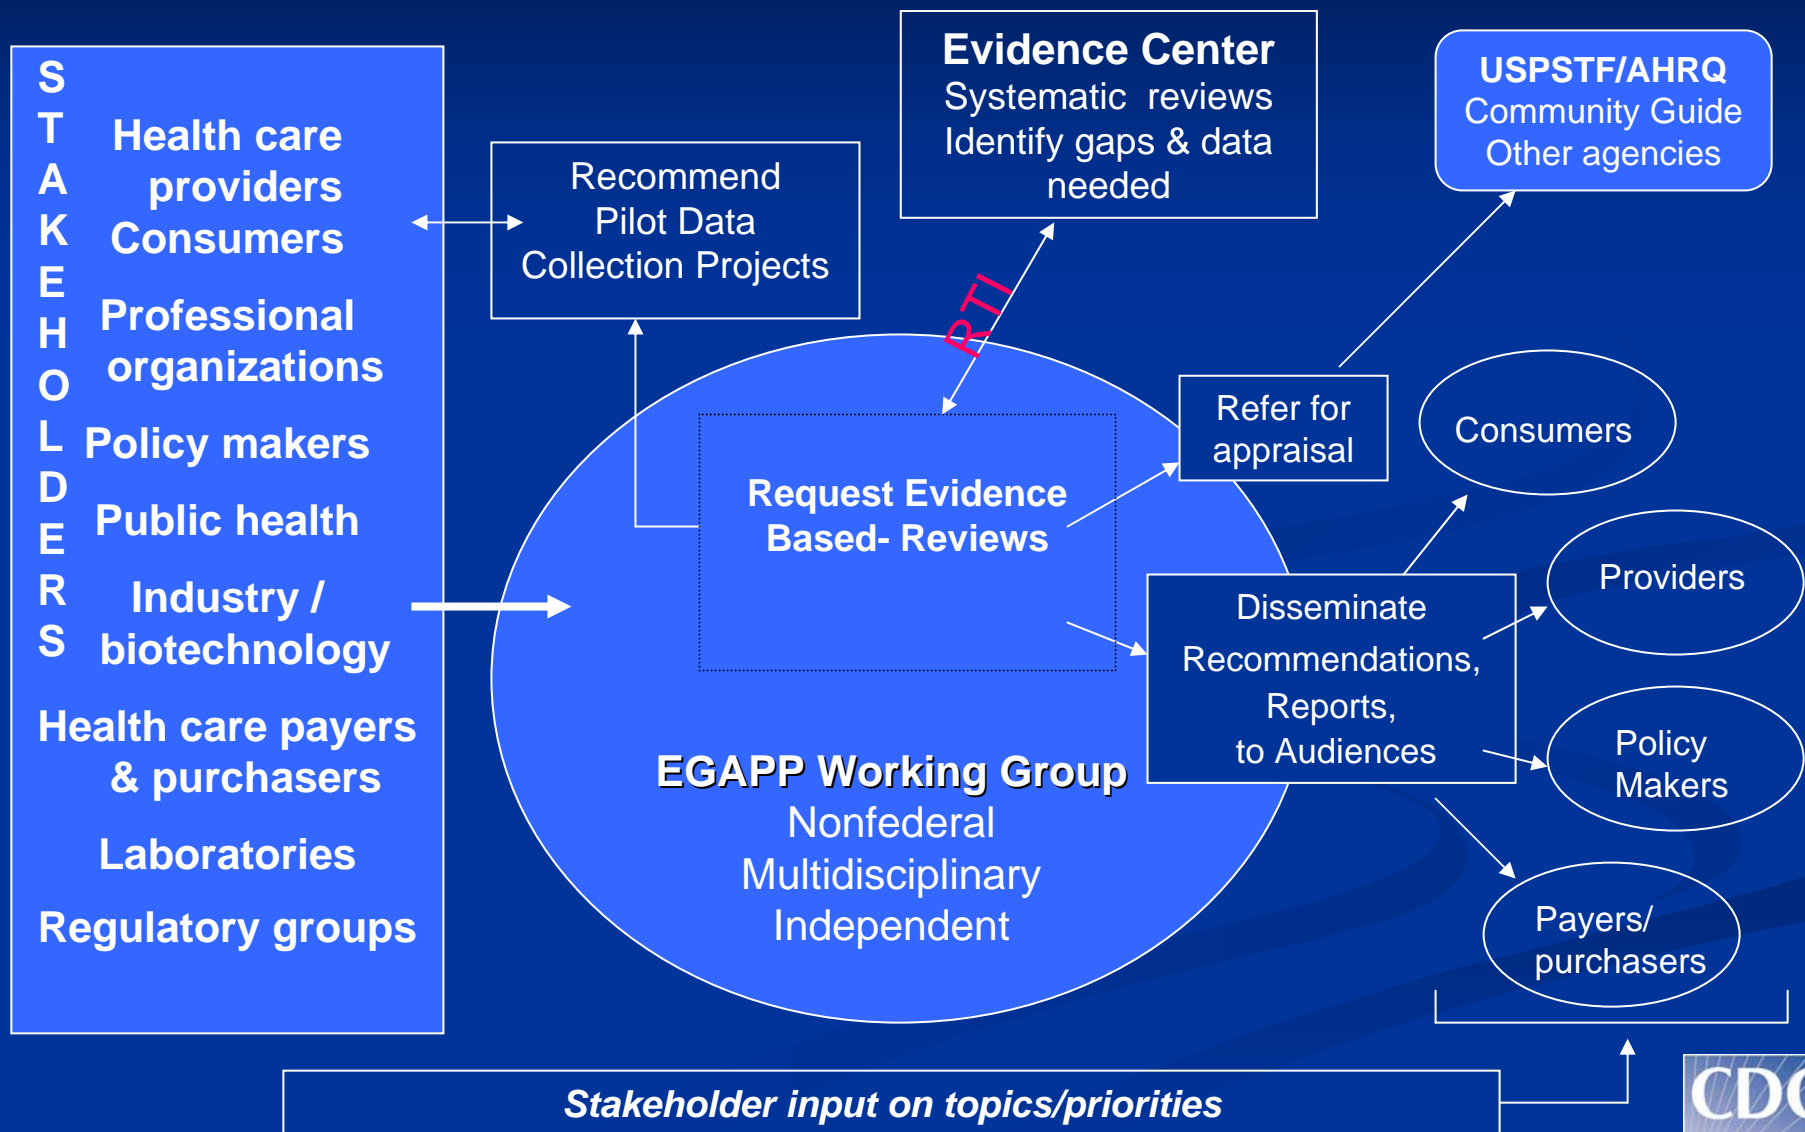 STAKEHOLDERS
Health care
providers
Consumers
Professional
organizations
Policy makers
Public health
Industry /
biotechnology
Health care payers
& purchasers
Laboratories
Regulatory groups
Recommend
Pilot Data
Collection Projects
Evidence Center
Systematic reviews
Identify gaps & data
needed
RTI
USPSTF/AHRQ
Community Guide
Other agencies
Request Evidence
Based- Reviews
EGAPP Working Group
Nonfederal
Multidisciplinary
Independent
Refer for
appraisal
Disseminate
Recommendations,
Reports,
to Audiences
Consumers
Providers
Policy
Makers
Payers/
purchasers
Stakeholder input on topics/priorities
CDC